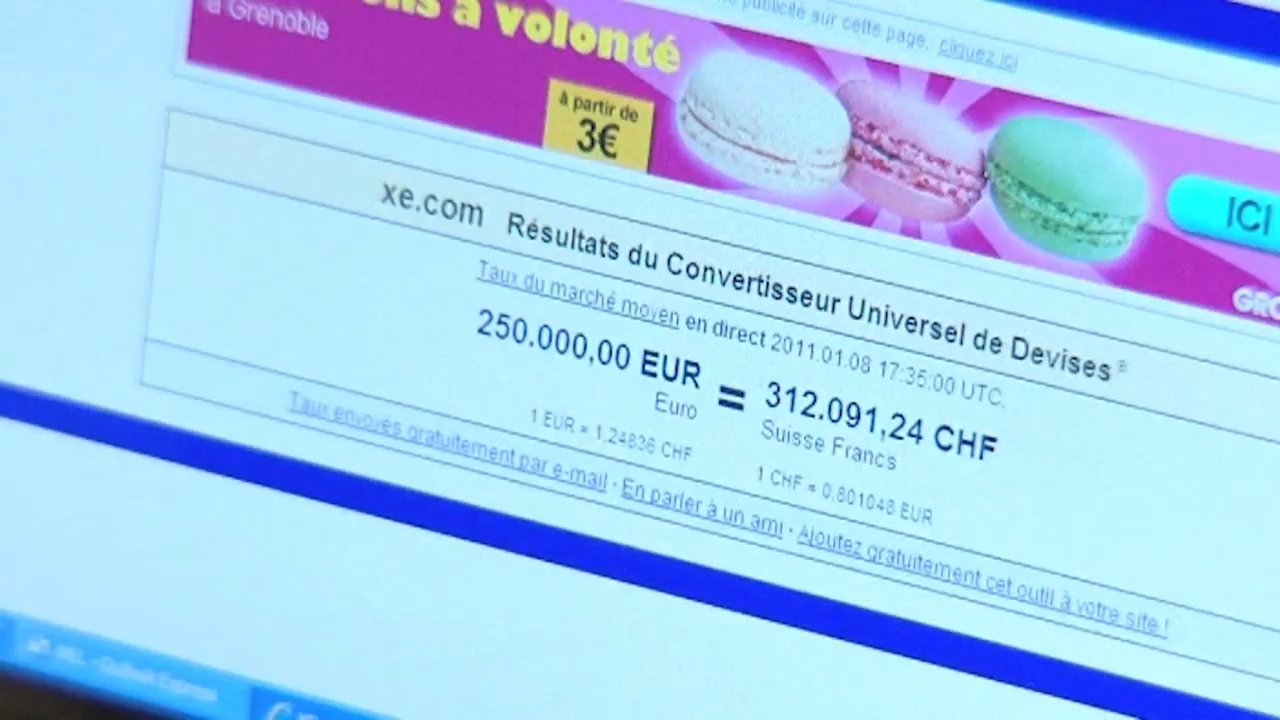 publicité sur cette page, cliquez ici
à volonté
à Grenoble
à partir de
3€
ICI
xe.com Résultats du Convertisseur Universel de Devises ®
Taux du marché moyen en direct 2011.01.08 17:35:00 UTC.
250.000,00 EUR = 312.091,24 CHF
Euro Suisse Francs
1 EUR = 1,24836 CHF 1 CHF = 0.801048 EUR
Taux envoyés gratuitement par e-mail · En parler à un ami · Ajoutez gratuitement cet outil à votre site !